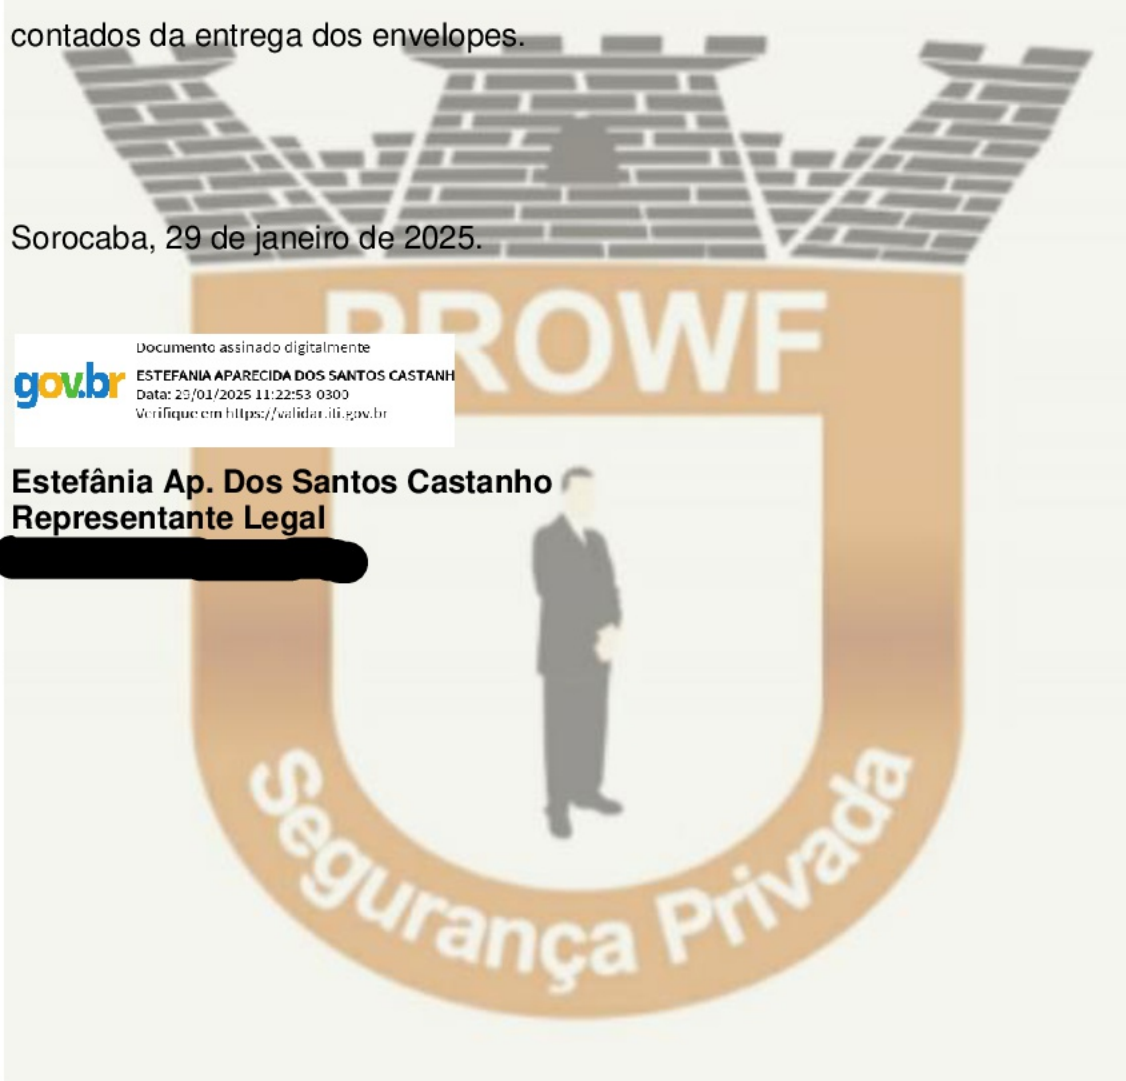 contados da entrega dos envelopes.
Sorocaba, 29 de janeiro de 2025.
PROWF
Documento assinado digitalmente
gov.br
ESTEFANIA APARECIDA DOS SANTOS CASTANH
Data: 29/01/2025 11:22:53-0300
Verifique em https://validar.iti.gov.br
Estefânia Ap. Dos Santos Castanho
Representante Legal
Segurança Privada